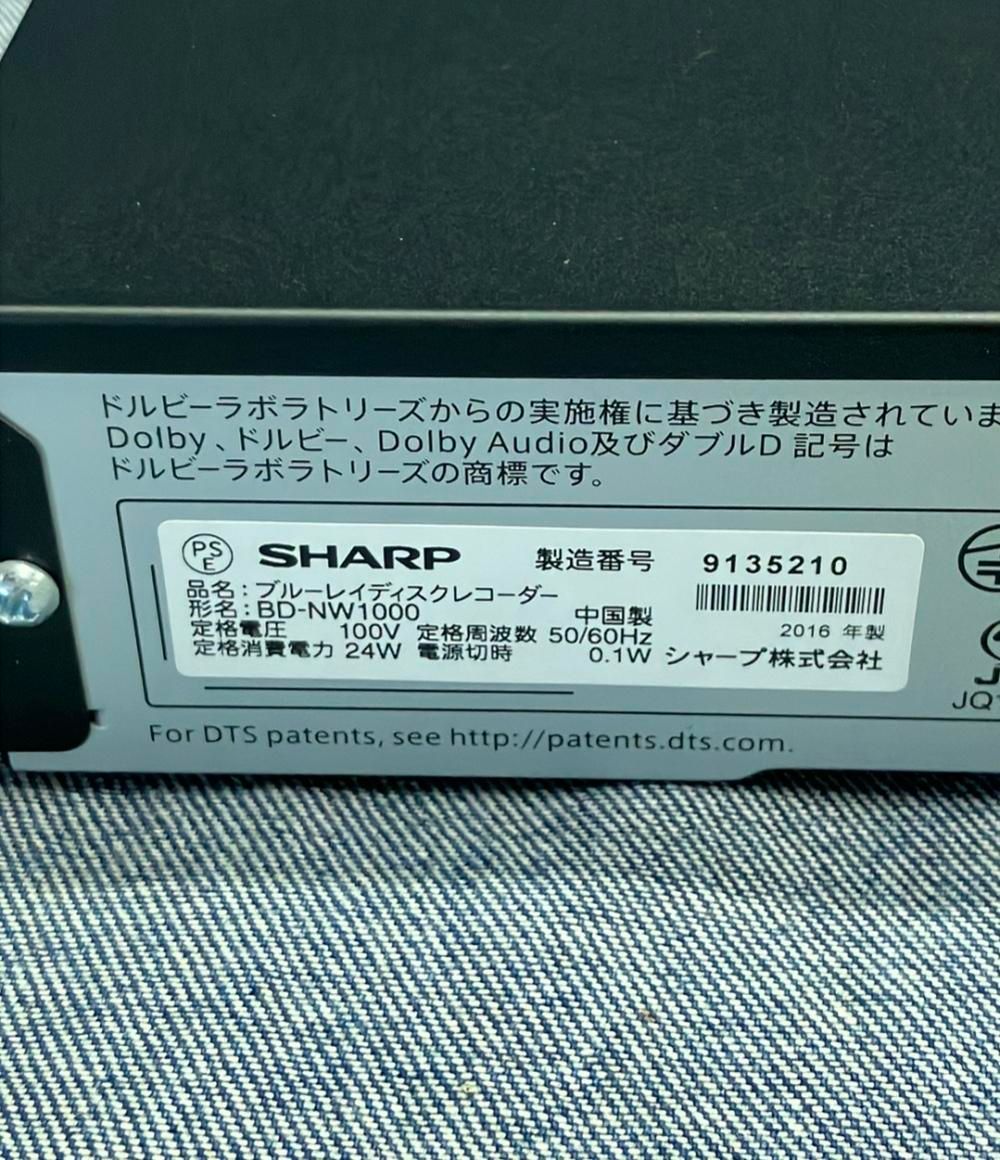 ドルビーラボラトリーズからの実施権に基づき製造されていま
Dolby、ドルビー、Dolby Audio及びダブルD 記号は
ドルビーラボラトリーズの商標です。
PS
E
SHARP 製造番号 9135210
品名：ブルーレイディスクレコーダー
形名：BD-NW1000 中国製
2016 年製
定格電圧 100V 定格周波数 50/60Hz
定格消費電力 24W 電源切時 0.1W シャープ株式会社
For DTS patents, see http://patents.dts.com.